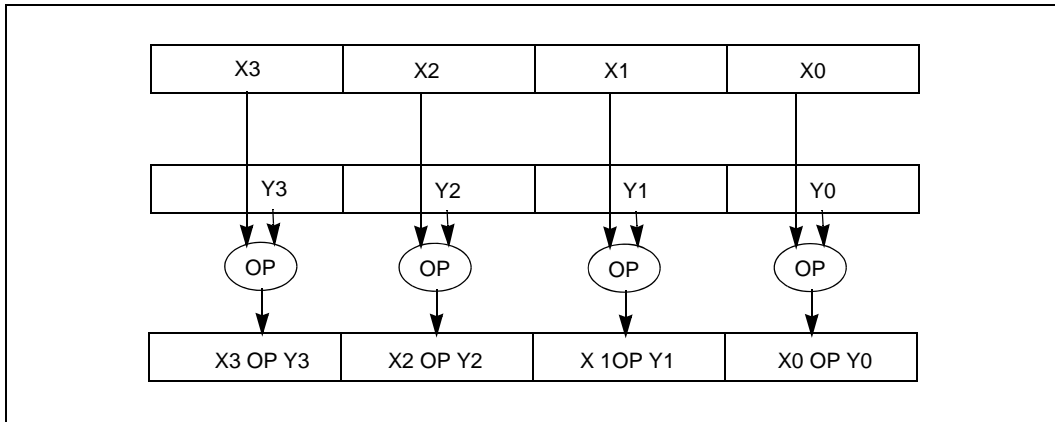 X3 X2 X1 X0
Y3 Y2 Y1 Y0
OP OP OP OP
X3 OP Y3 X2 OP Y2 X 1OP Y1 X0 OP Y0